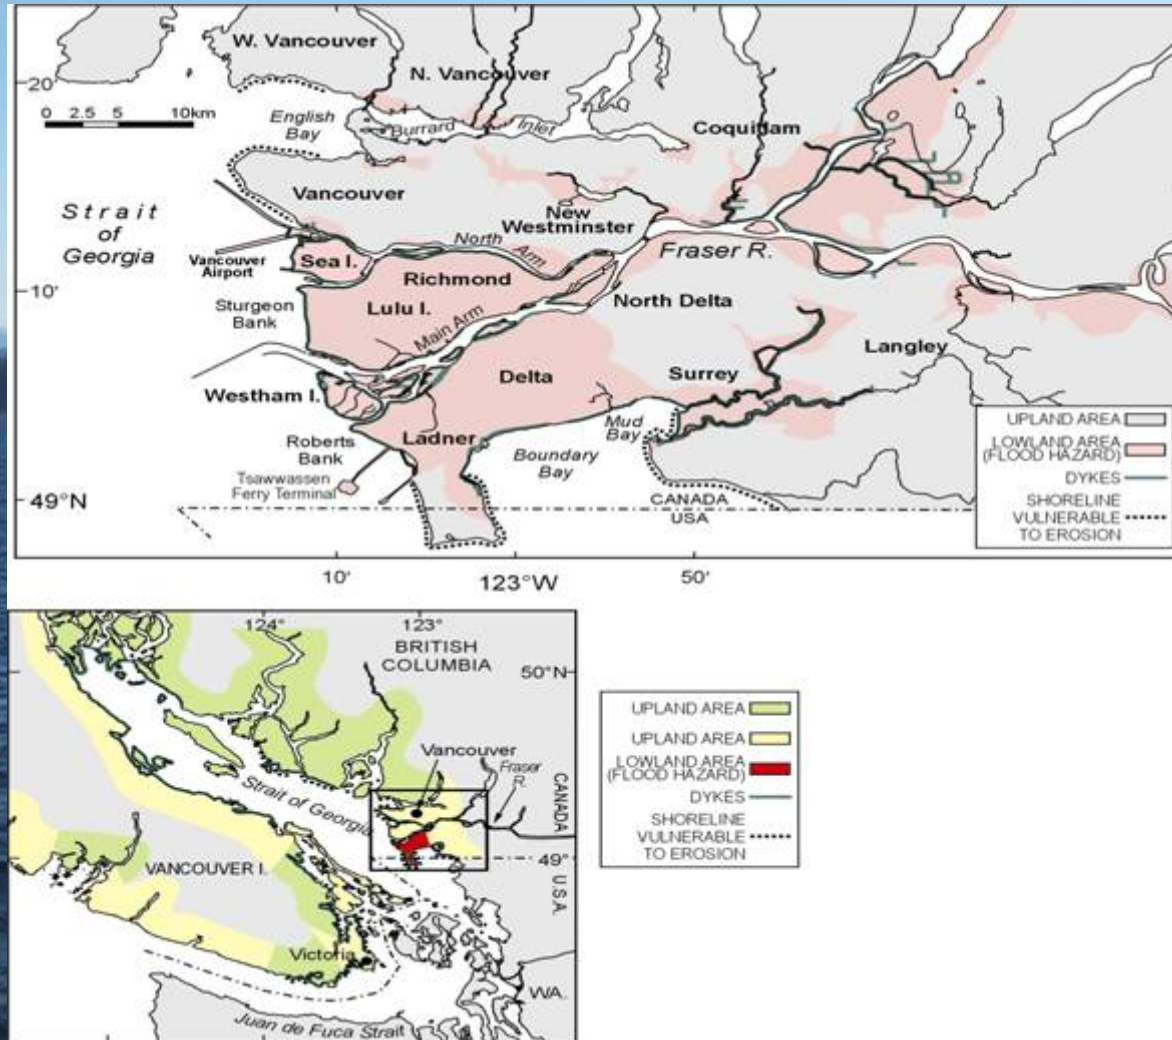 W. Vancouver
N. Vancouver
20'
0 2.5 5 10km
English
Bay
Burrard Inlet
Coquitlam
Vancouver
Strait
of
Georgia
New
Westminster
North Arm
Fraser R.
Vancouver
Airport
Sea I.
Richmond
10'
Sturgeon
Bank
Lulu I.
North Delta
Main Arm
Langley
Delta
Surrey
Westham I.
Mud
Bay
Ladner
Roberts
Bank
Boundary
Bay
Tsawwassen
Ferry Terminal
49°N
CANADA
USA
UPLAND AREA
LOWLAND AREA
(FLOOD HAZARD)
DYKES
SHORELINE
VULNERABLE
TO EROSION
10'
123°W
50'
124°
123°
BRITISH
COLUMBIA
50°N
Vancouver
Fraser
R.
Strait of Georgia
CANADA
49°
U.S.A.
VANCOUVER I.
Victoria
WA.
Juan de Fuca Strait
UPLAND AREA
UPLAND AREA
LOWLAND AREA
(FLOOD HAZARD)
DYKES
SHORELINE
VULNERABLE
TO EROSION